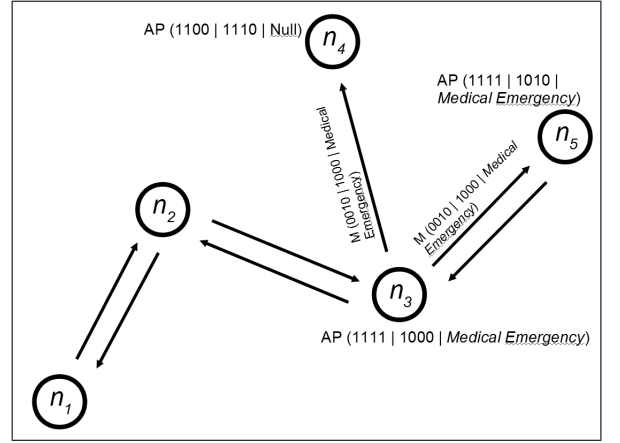 AP (1100 | 1110 | Null)
n4
AP (1111 | 1010 |
Medical Emergency)
n5
M (0010 | 1000 | Medical
Emergency)
M (0010 | 1000 | Medical
Emergency)
n2
n3
AP (1111 | 1000 | Medical Emergency)
n1